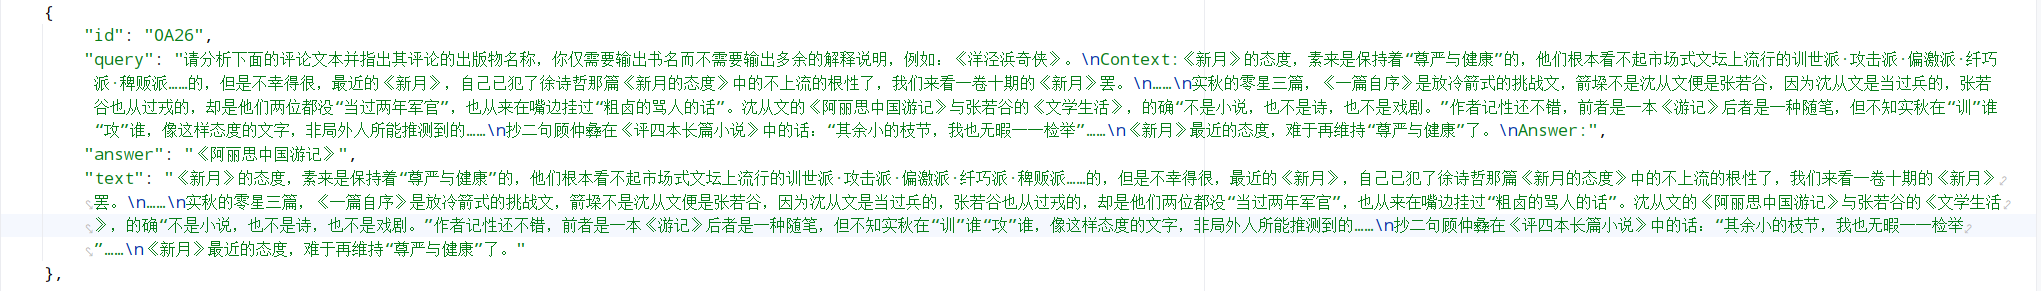 {
"id": "OA26",
"query": "请分析下面的评论文本并指出其评论的出版物名称，你仅需要输出书名而不需要输出多余的解释说明，例如：《洋泾浜奇侠》。\nContext:《新月》的态度，素来是保持着“尊严与健康”的，他们根本看不起市场式文坛上流行的训世派·攻击派·偏激派·纤巧
派·稗贩派……的，但是不幸得很，最近的《新月》，自己已犯了徐诗哲那篇《新月的态度》中的不上流的根性了，我们来看一卷十期的《新月》罢。\n……\n实秋的零星三篇，《一篇自序》是放冷箭式的挑战文，箭垛不是沈从文便是张若谷，因为沈从文是当过兵的，张若
谷也从过戎的，却是他们两位都没“当过两年军官”，也从来在嘴边挂过“粗卤的骂人的话”。沈从文的《阿丽思中国游记》与张若谷的《文学生活》，的确“不是小说，也不是诗，也不是戏剧。”作者记性还不错，前者是一本《游记》后者是一种随笔，但不知实秋在“训”谁
“攻”谁，像这样态度的文字，非局外人所能推测到的……\n抄二句顾仲彝在《评四本长篇小说》中的话：“其余小的枝节，我也无暇一一检举”……\n《新月》最近的态度，难于再维持“尊严与健康”了。\nAnswer:",
"answer": "《阿丽思中国游记》",
"text": "《新月》的态度，素来是保持着“尊严与健康”的，他们根本看不起市场式文坛上流行的训世派·攻击派·偏激派·纤巧派·稗贩派……的，但是不幸得很，最近的《新月》，自己已犯了徐诗哲那篇《新月的态度》中的不上流的根性了，我们来看一卷十期的《新月》
罢。\n……\n实秋的零星三篇，《一篇自序》是放冷箭式的挑战文，箭垛不是沈从文便是张若谷，因为沈从文是当过兵的，张若谷也从过戎的，却是他们两位都没“当过两年军官”，也从来在嘴边挂过“粗卤的骂人的话”。沈从文的《阿丽思中国游记》与张若谷的《文学生活
》，的确“不是小说，也不是诗，也不是戏剧。”作者记性还不错，前者是一本《游记》后者是一种随笔，但不知实秋在“训”谁“攻”谁，像这样态度的文字，非局外人所能推测到的……\n抄二句顾仲彝在《评四本长篇小说》中的话：“其余小的枝节，我也无暇一一检举
”……\n《新月》最近的态度，难于再维持“尊严与健康”了。"
},